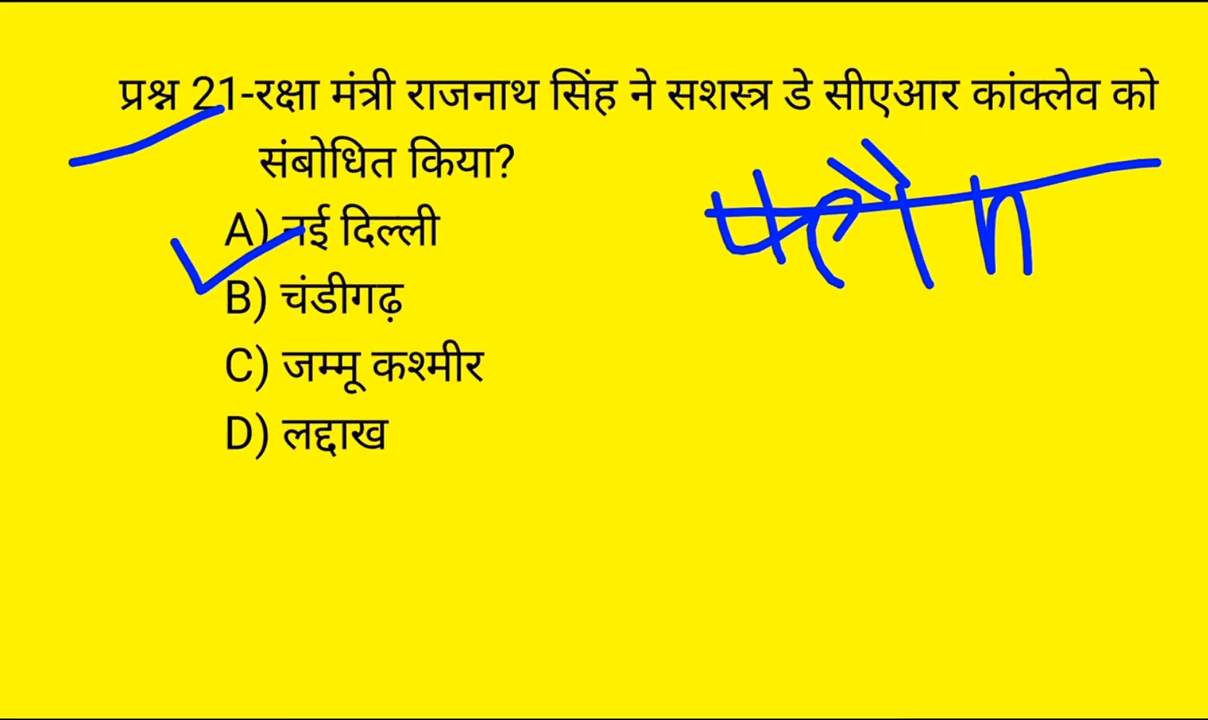 प्रश्न 21-रक्षा मंत्री राजनाथ सिंह ने सशस्त्र डे सीएआर कांक्लेव को
संबोधित किया?
A) नई दिल्ली
B) चंडीगढ़
C) जम्मू कश्मीर
D) लद्दाख